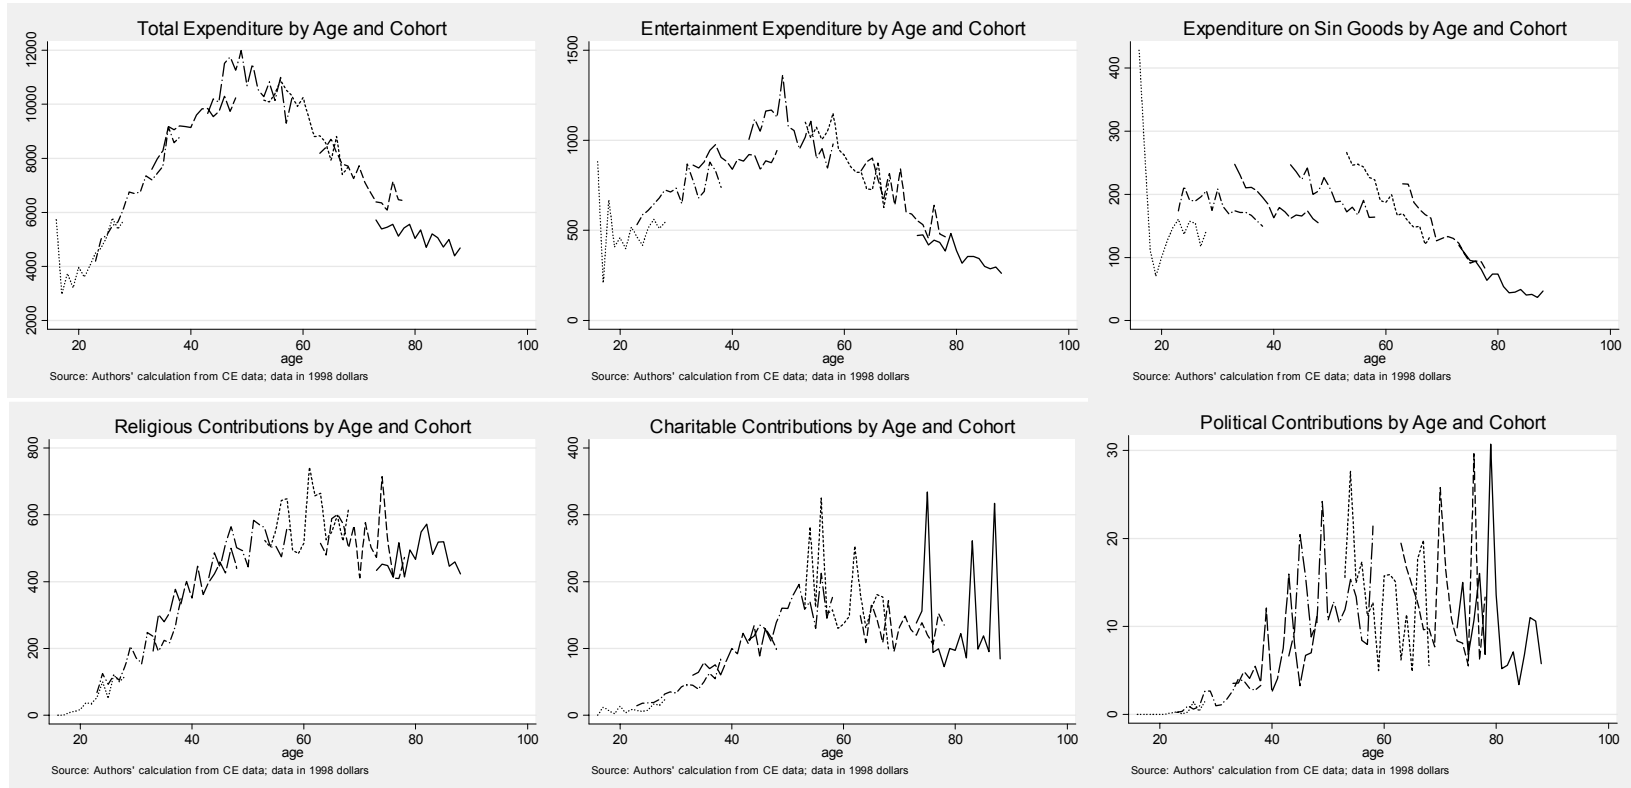 Total Expenditure by Age and Cohort
12000
10000
8000
6000
4000
2000
20 40 60 80 100
age
Source: Authors' calculation from CE data; data in 1998 dollars
Entertainment Expenditure by Age and Cohort
1500
1000
500
0
20 40 60 80 100
age
Source: Authors' calculation from CE data; data in 1998 dollars
Expenditure on Sin Goods by Age and Cohort
400
300
200
100
0
20 40 60 80 100
age
Source: Authors' calculation from CE data; data in 1998 dollars
Religious Contributions by Age and Cohort
800
600
400
200
0
20 40 60 80 100
age
Source: Authors' calculation from CE data; data in 1998 dollars
Charitable Contributions by Age and Cohort
400
300
200
100
0
20 40 60 80 100
age
Source: Authors' calculation from CE data; data in 1998 dollars
Political Contributions by Age and Cohort
30
20
10
0
20 40 60 80 100
age
Source: Authors' calculation from CE data; data in 1998 dollars